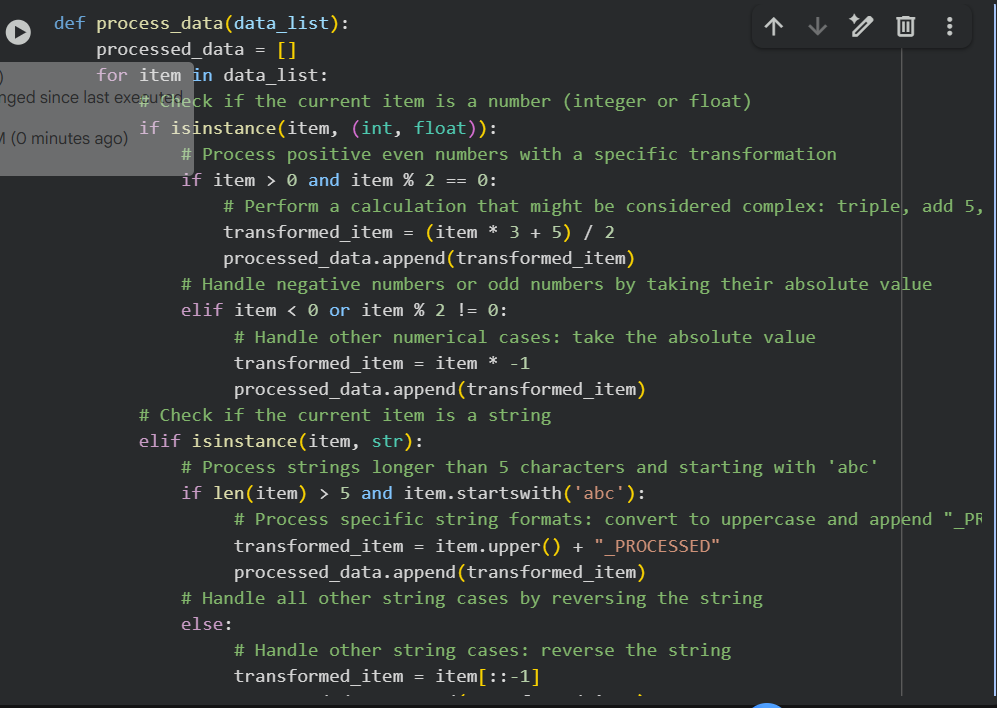 def process_data(data_list):
processed_data = []
)
for item in data_list:
nged since last executed
# Check if the current item is a number (integer or float)
if isinstance(item, (int, float)):
M (0 minutes ago)
# Process positive even numbers with a specific transformation
if item > 0 and item % 2 == 0:
# Perform a calculation that might be considered complex: triple, add 5,
transformed_item = (item * 3 + 5) / 2
processed_data.append(transformed_item)
# Handle negative numbers or odd numbers by taking their absolute value
elif item < 0 or item % 2 != 0:
# Handle other numerical cases: take the absolute value
transformed_item = item * -1
processed_data.append(transformed_item)
# Check if the current item is a string
elif isinstance(item, str):
# Process strings longer than 5 characters and starting with 'abc'
if len(item) > 5 and item.startswith('abc'):
# Process specific string formats: convert to uppercase and append "_PR
transformed_item = item.upper() + "_PROCESSED"
processed_data.append(transformed_item)
# Handle all other string cases by reversing the string
else:
# Handle other string cases: reverse the string
transformed_item = item[::-1]